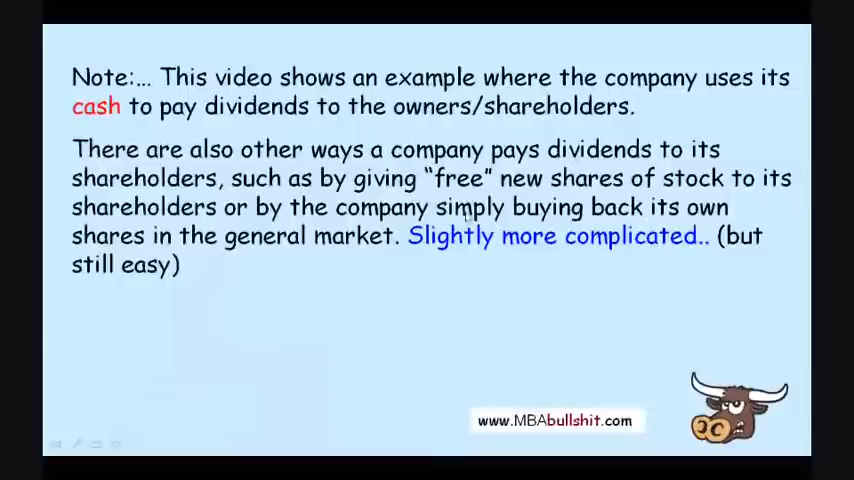 Note:... This video shows an example where the company uses its
cash to pay dividends to the owners/shareholders.
There are also other ways a company pays dividends to its
shareholders, such as by giving “free” new shares of stock to its
shareholders or by the company simply buying back its own
shares in the general market. Slightly more complicated.. (but
still easy)
www.MBAbullshit.com